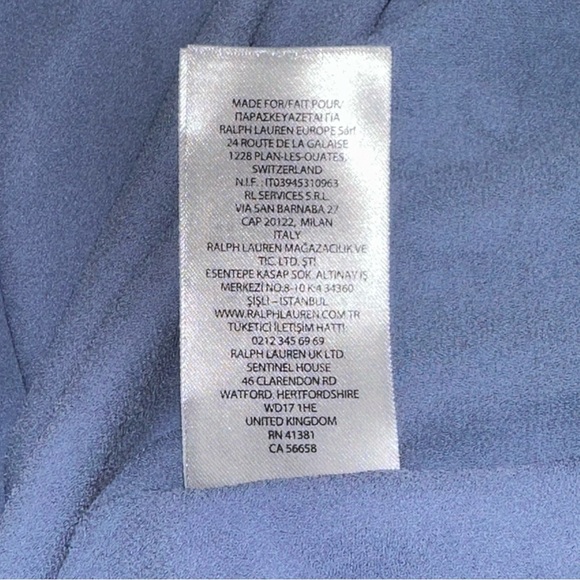 MADE FOR/FAIT POUR/
ΠΑΡΑΣΚΕΥΑΖΕΤΑΙ ΓΙΑ
RALPH LAUREN EUROPE Sàrl
24 ROUTE DE LA GALAISE
1228 PLAN-LES-OUATES,
SWITZERLAND
N.I.F. : IT03945310963
RL SERVICES S.R.L.
VIA SAN BARNABA 27
CAP 20122, MILAN
ITALY
RALPH LAUREN MAĞAZACILIK VE
TİC. LTD. ŞTİ.
ESENTEPE KASAP SOK. ALTINAY İŞ
MERKEZİ NO.8-10 K:4 34360
ŞİŞLİ – İSTANBUL
WWW.RALPHLAUREN.COM.TR
TÜKETİCİ İLETİŞİM HATTI
0212 345 69 69
RALPH LAUREN UK LTD.
SENTINEL HOUSE
46 CLARENDON RD
WATFORD, HERTFORDSHIRE
WD17 1HE
UNITED KINGDOM
RN 41381
CA 56658